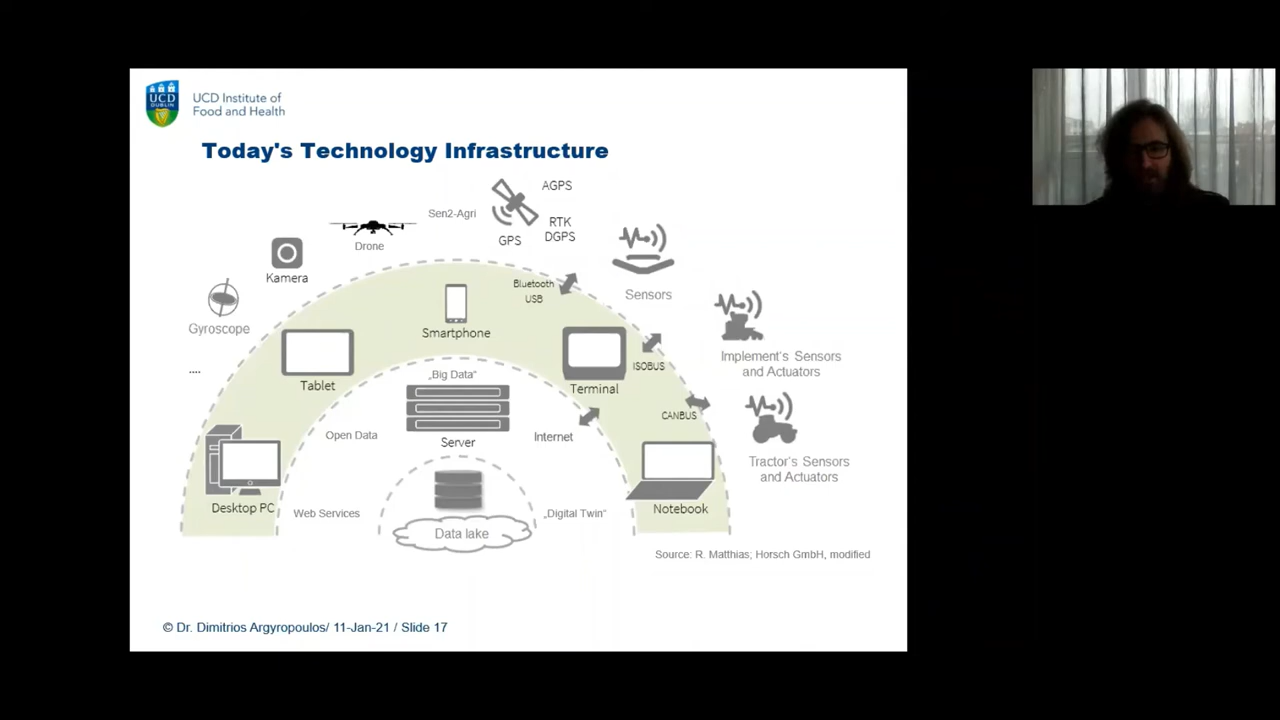 UCD
DUBLIN
UCD Institute of
Food and Health
Today's Technology Infrastructure
AGPS
Sen2-Agri
RTK
DGPS
GPS
Drone
Kamera
Gyroscope
....
Bluetooth
USB
Sensors
Smartphone
Tablet
Terminal
ISOBUS
Implement's Sensors
and Actuators
„Big Data"
Server
Open Data
Internet
CANBUS
Tractor's Sensors
and Actuators
Desktop PC
Web Services
Data lake
„Digital Twin"
Notebook
Source: R. Matthias; Horsch GmbH, modified
© Dr. Dimitrios Argyropoulos/ 11-Jan-21 / Slide 17